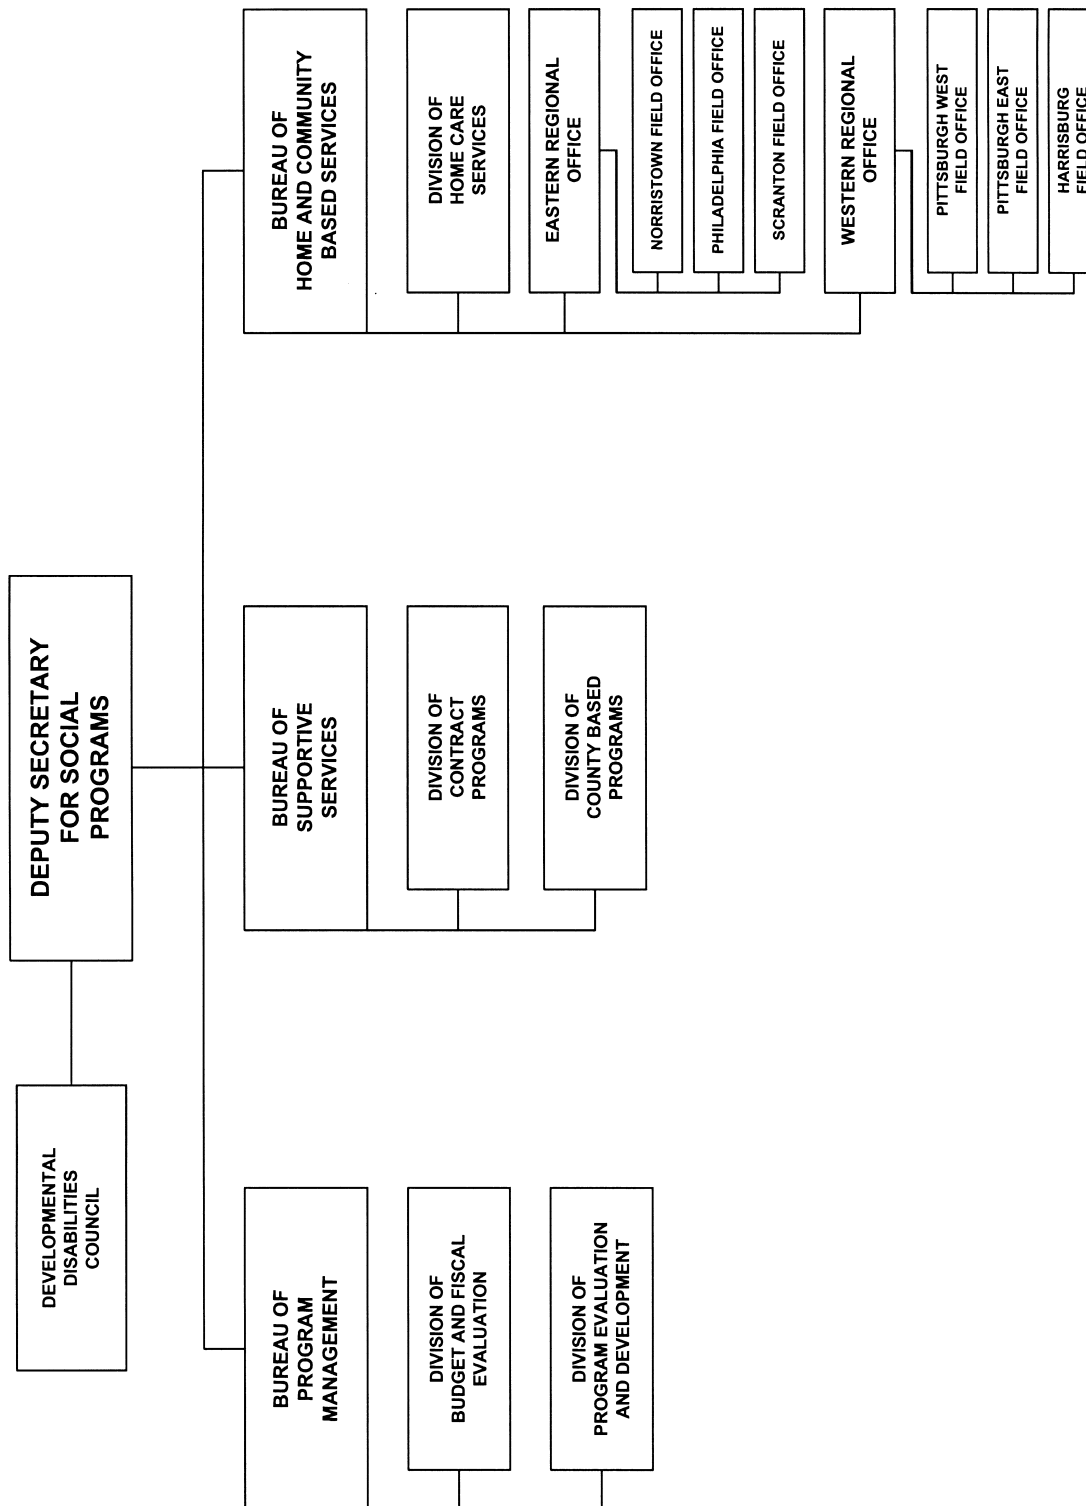 DEPUTY SECRETARY
FOR SOCIAL
PROGRAMS
DEVELOPMENTAL
DISABILITIES
COUNCIL
BUREAU OF
PROGRAM
MANAGEMENT
DIVISION OF
BUDGET AND FISCAL
EVALUATION
DIVISION OF
PROGRAM EVALUATION
AND DEVELOPMENT
BUREAU OF
SUPPORTIVE
SERVICES
DIVISION OF
CONTRACT
PROGRAMS
DIVISION OF
COUNTY BASED
PROGRAMS
BUREAU OF
HOME AND COMMUNITY
BASED SERVICES
DIVISION OF
HOME CARE
SERVICES
EASTERN REGIONAL
OFFICE
NORRISTOWN FIELD OFFICE
PHILADELPHIA FIELD OFFICE
SCRANTON FIELD OFFICE
WESTERN REGIONAL
OFFICE
PITTSBURGH WEST
FIELD OFFICE
PITTSBURGH EAST
FIELD OFFICE
HARRISBURG
FIELD OFFICE